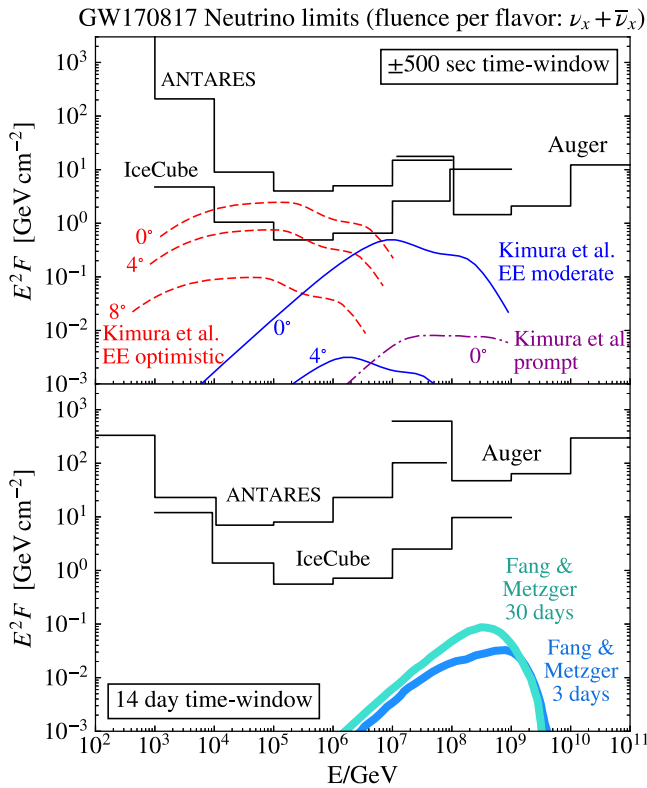 GW170817 Neutrino limits (fluence per flavor: νₓ + ν̄ₓ)
±500 sec time-window
ANTARES
Auger
IceCube
0°
4°
8°
Kimura et al.
EE optimistic
Kimura et al.
EE moderate
0°
4°
Kimura et al
prompt
0°
10³
10²
10¹
10⁰
10⁻¹
10⁻²
10⁻³
E²F [GeV cm⁻²]
Auger
ANTARES
IceCube
Fang &
Metzger
30 days
Fang &
Metzger
3 days
14 day time-window
10³
10²
10¹
10⁰
10⁻¹
10⁻²
10⁻³
E²F [GeV cm⁻²]
10² 10³ 10⁴ 10⁵ 10⁶ 10⁷ 10⁸ 10⁹ 10¹⁰ 10¹¹
E/GeV